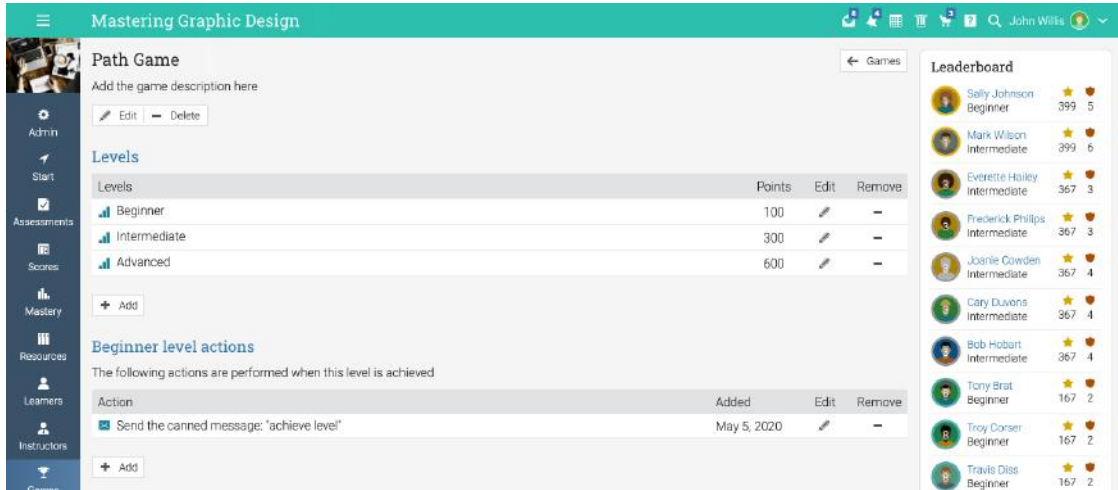 Mastering Graphic Design
8 4 3 John Willis
Path Game
← Games
Add the game description here
Edit Delete
Levels
Levels Points Edit Remove
Beginner 100
Intermediate 300
Advanced 600
+ Add
Beginner level actions
The following actions are performed when this level is achieved
Action Added Edit Remove
Send the canned message: "achieve level" May 5, 2020
+ Add
Admin
Start
Assessments
Scores
Mastery
Resources
Learners
Instructors
Games
Leaderboard
Sally Johnson
Beginner 399 5
Mark Wilson
Intermediate 399 6
Everette Hailey
Intermediate 367 3
Frederick Philips
Intermediate 367 3
Joanie Cowden
Intermediate 367 4
Cary Duvons
Intermediate 367 4
Bob Hobart
Intermediate 367 4
Tony Brat
Beginner 167 2
Troy Corser
Beginner 167 2
Travis Diss
Beginner 167 2